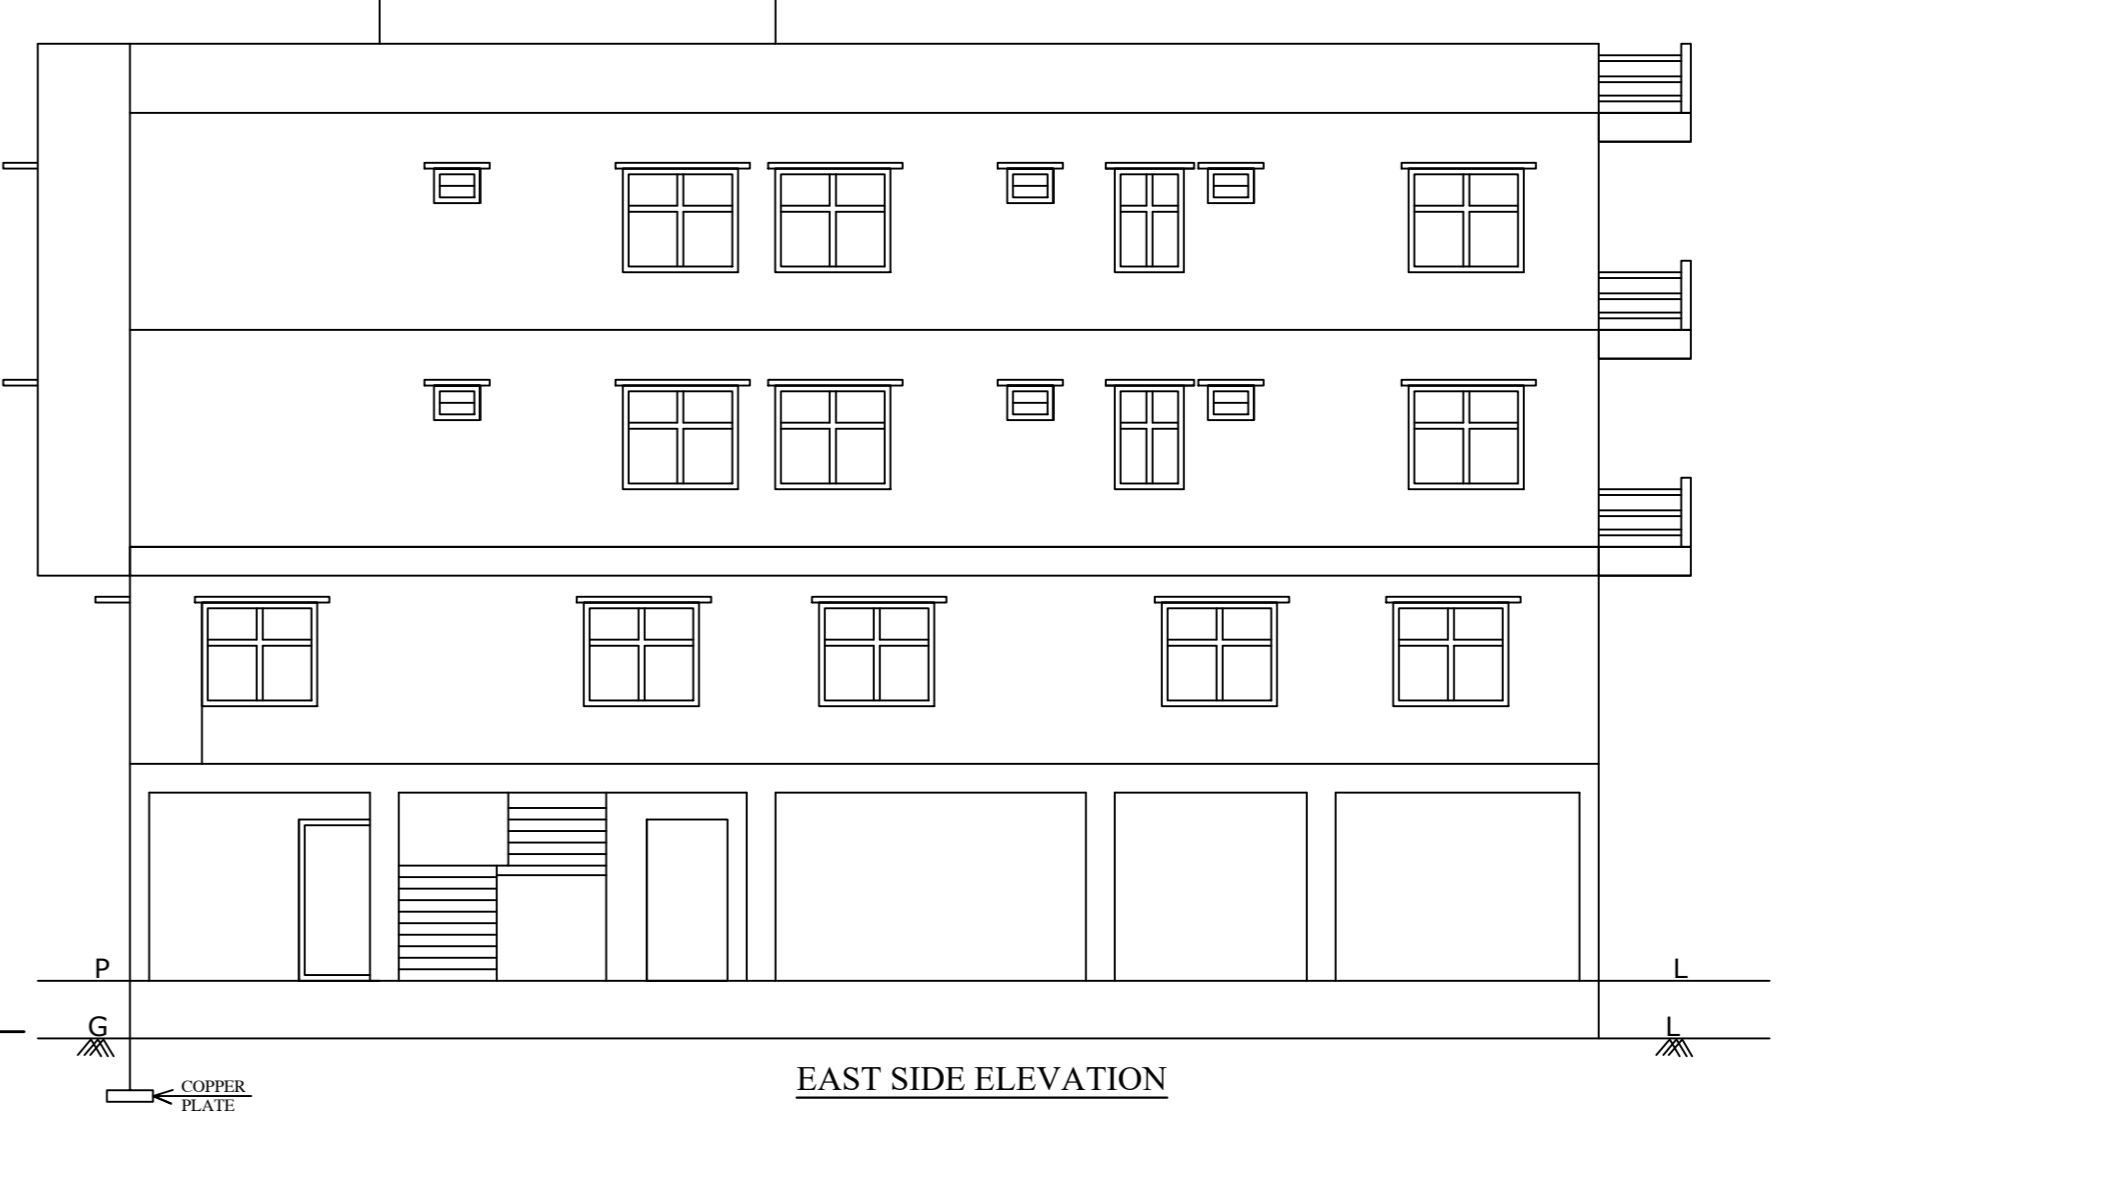 P L
G L
COPPER
PLATE
EAST SIDE ELEVATION